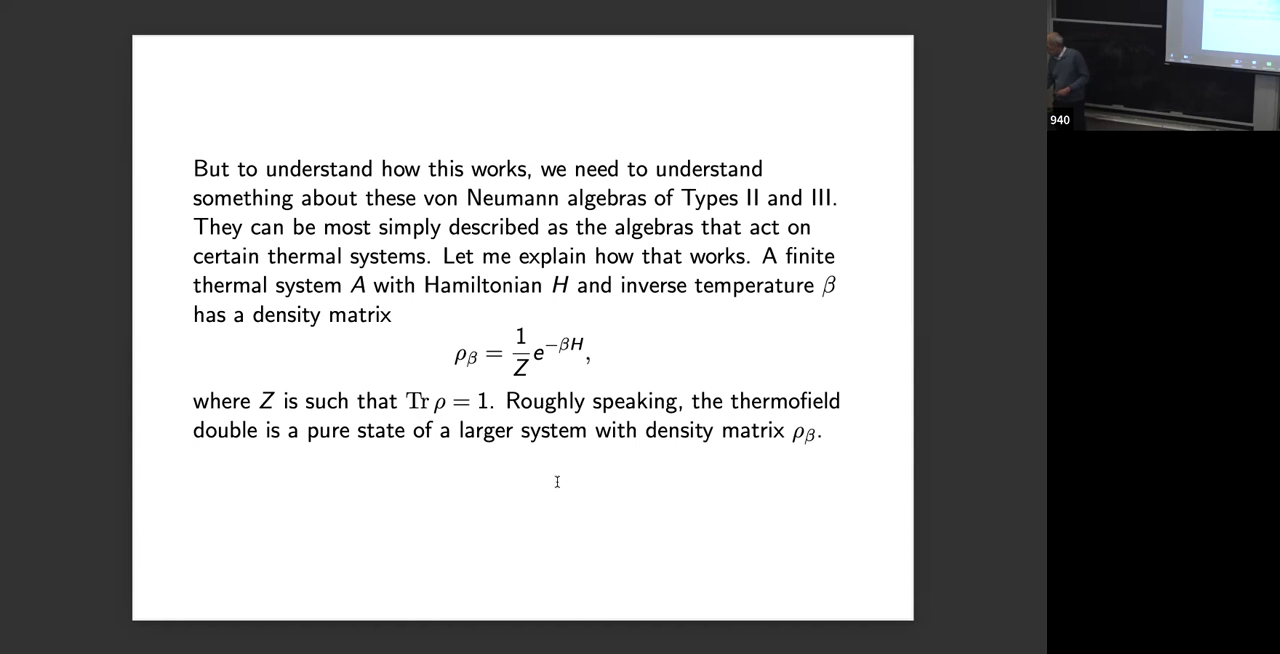 But to understand how this works, we need to understand
something about these von Neumann algebras of Types II and III.
They can be most simply described as the algebras that act on
certain thermal systems. Let me explain how that works. A finite
thermal system A with Hamiltonian H and inverse temperature β
has a density matrix
ρ_β = \frac{1}{Z} e^{-βH},
where Z is such that Tr ρ = 1. Roughly speaking, the thermofield
double is a pure state of a larger system with density matrix ρ_β.
940